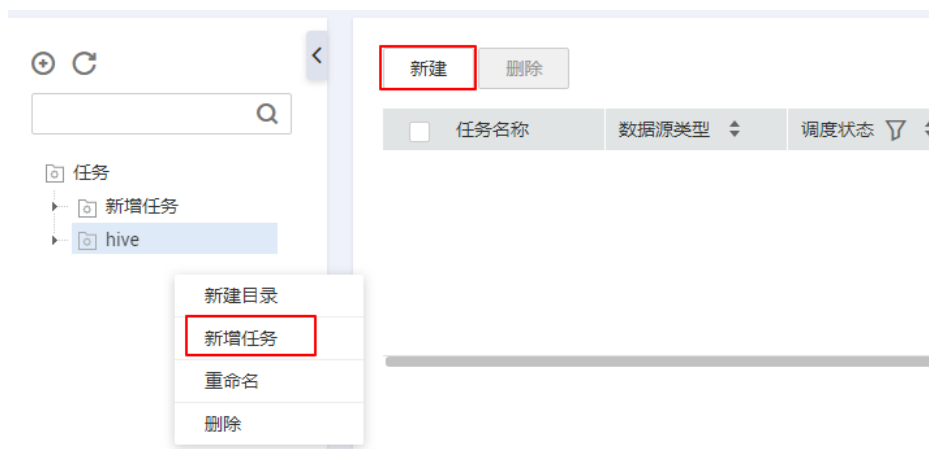 新建 删除
任务名称 数据源类型 调度状态
任务
新增任务
hive
新建目录
新增任务
重命名
删除